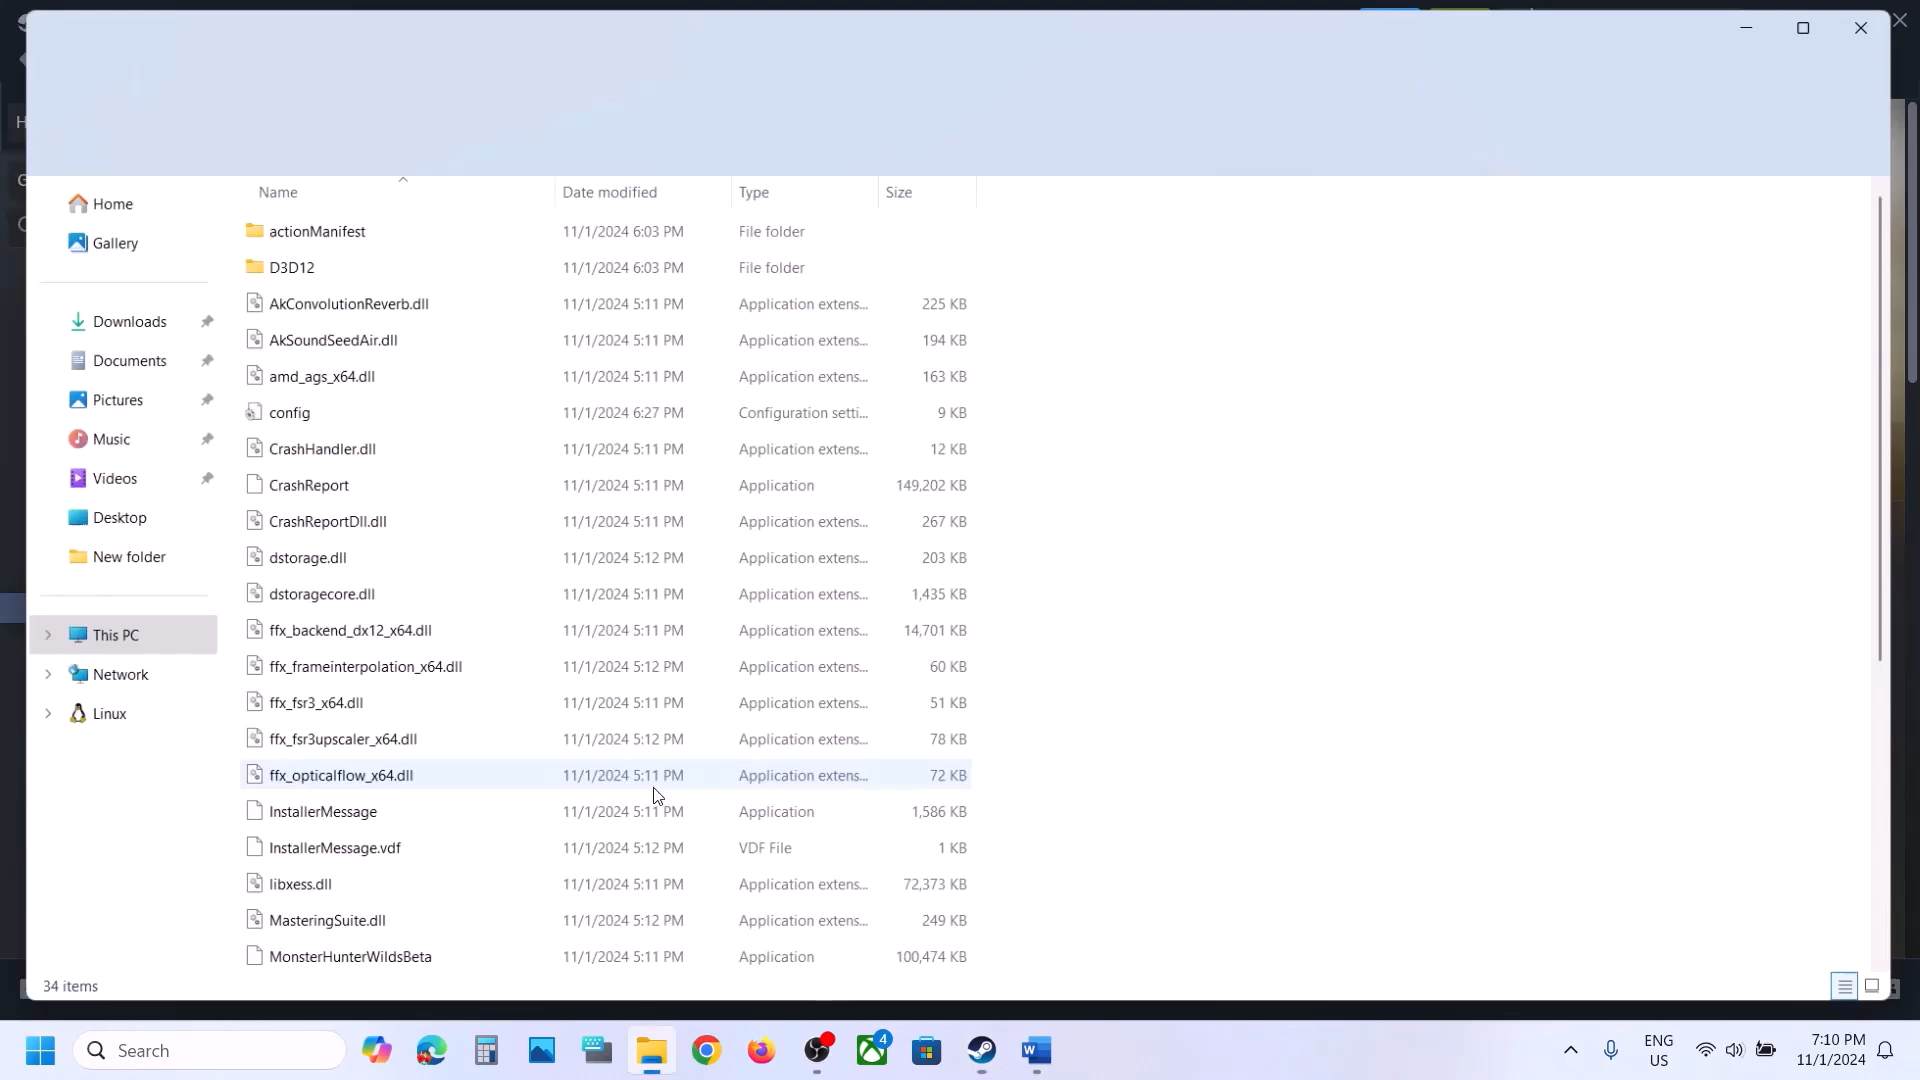 Name Date modified Type Size
Home
Gallery
Downloads
Documents
Pictures
Music
Videos
Desktop
New folder
This PC
Network
Linux
actionManifest 11/1/2024 6:03 PM File folder
D3D12 11/1/2024 6:03 PM File folder
AkConvolutionReverb.dll 11/1/2024 5:11 PM Application extens... 225 KB
AkSoundSeedAir.dll 11/1/2024 5:11 PM Application extens... 194 KB
amd_ags_x64.dll 11/1/2024 5:11 PM Application extens... 163 KB
config 11/1/2024 6:27 PM Configuration setti... 9 KB
CrashHandler.dll 11/1/2024 5:11 PM Application extens... 12 KB
CrashReport 11/1/2024 5:11 PM Application 149,202 KB
CrashReportDll.dll 11/1/2024 5:11 PM Application extens... 267 KB
dstorage.dll 11/1/2024 5:12 PM Application extens... 203 KB
dstoragecore.dll 11/1/2024 5:11 PM Application extens... 1,435 KB
ffx_backend_dx12_x64.dll 11/1/2024 5:11 PM Application extens... 14,701 KB
ffx_frameinterpolation_x64.dll 11/1/2024 5:12 PM Application extens... 60 KB
ffx_fsr3_x64.dll 11/1/2024 5:11 PM Application extens... 51 KB
ffx_fsr3upscaler_x64.dll 11/1/2024 5:12 PM Application extens... 78 KB
ffx_opticalflow_x64.dll 11/1/2024 5:11 PM Application extens... 72 KB
InstallerMessage 11/1/2024 5:11 PM Application 1,586 KB
InstallerMessage.vdf 11/1/2024 5:12 PM VDF File 1 KB
libxess.dll 11/1/2024 5:11 PM Application extens... 72,373 KB
MasteringSuite.dll 11/1/2024 5:12 PM Application extens... 249 KB
MonsterHunterWildsBeta 11/1/2024 5:11 PM Application 100,474 KB
34 items
Search
4
ENG
US
7:10 PM
11/1/2024